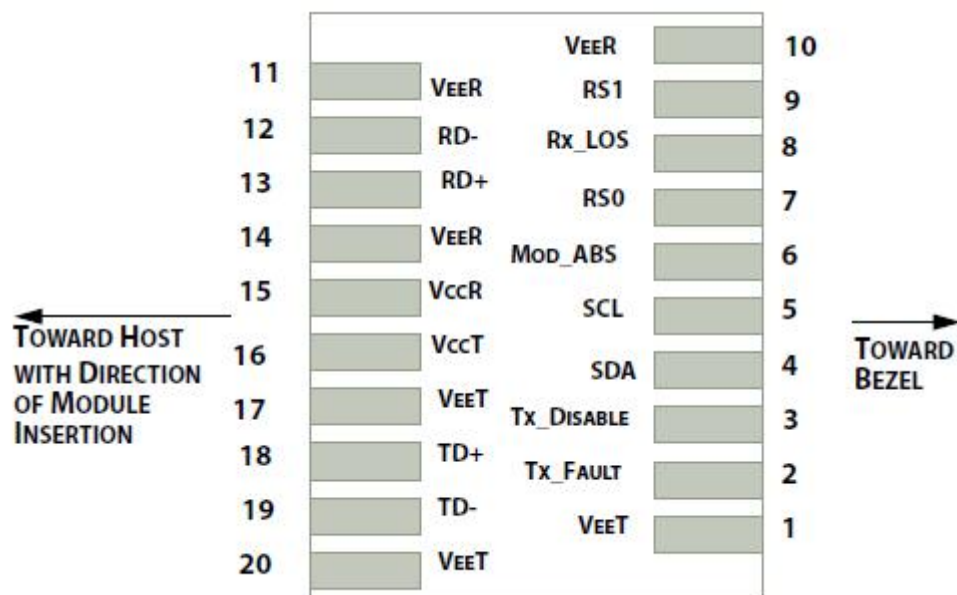 VEER 10
11 VEER
RS1 9
12 RD-
Rx_LOS 8
13 RD+
RS0 7
14 VEER
MOD_ABS 6
15 VCCR
SCL 5
TOWARD HOST
WITH DIRECTION
OF MODULE
INSERTION
16 VCCT
TOWARD
BEZEL
SDA 4
17 VEET
TX_DISABLE 3
18 TD+
TX_FAULT 2
19 TD-
VEET 1
20 VEET